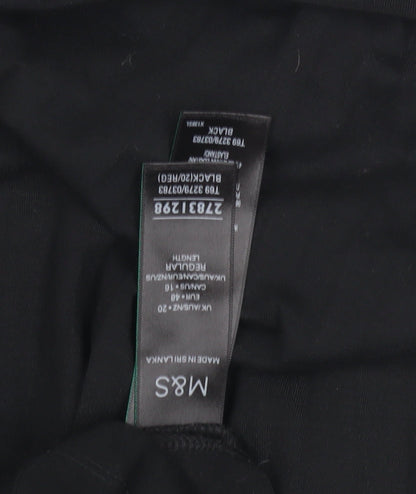 M&S
MADE IN SRI LANKA
UK/AUS/NZ • 20
EUR • 48
CAN/US • 16
UK/AUS/CAN/EUR/NZ/US
REGULAR
LENGTH
27831298
BLACK(20/REG)
T69 3279/03783
EASTWO/
BLACK
T69 3279/03783